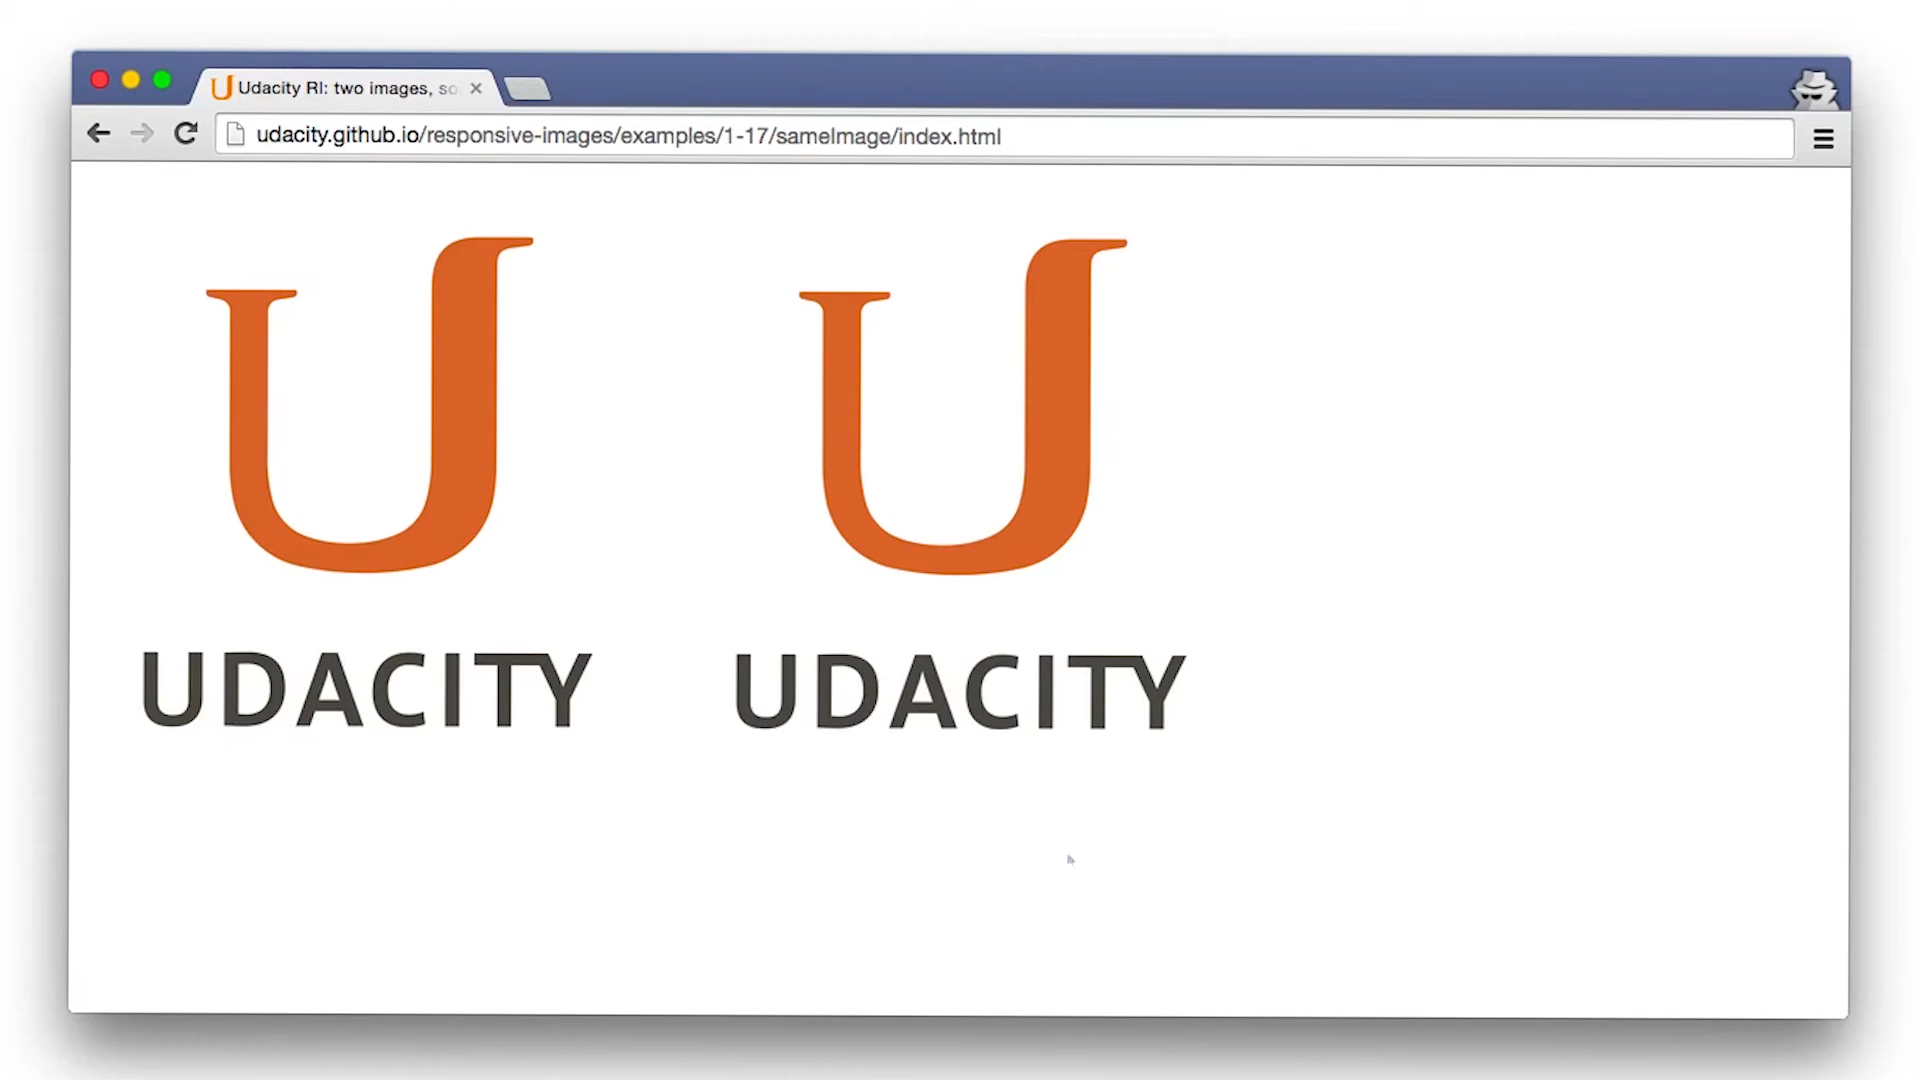 Udacity RI: two images, so
udacity.github.io/responsive-images/examples/1-17/sameImage/index.html
UDACITY UDACITY